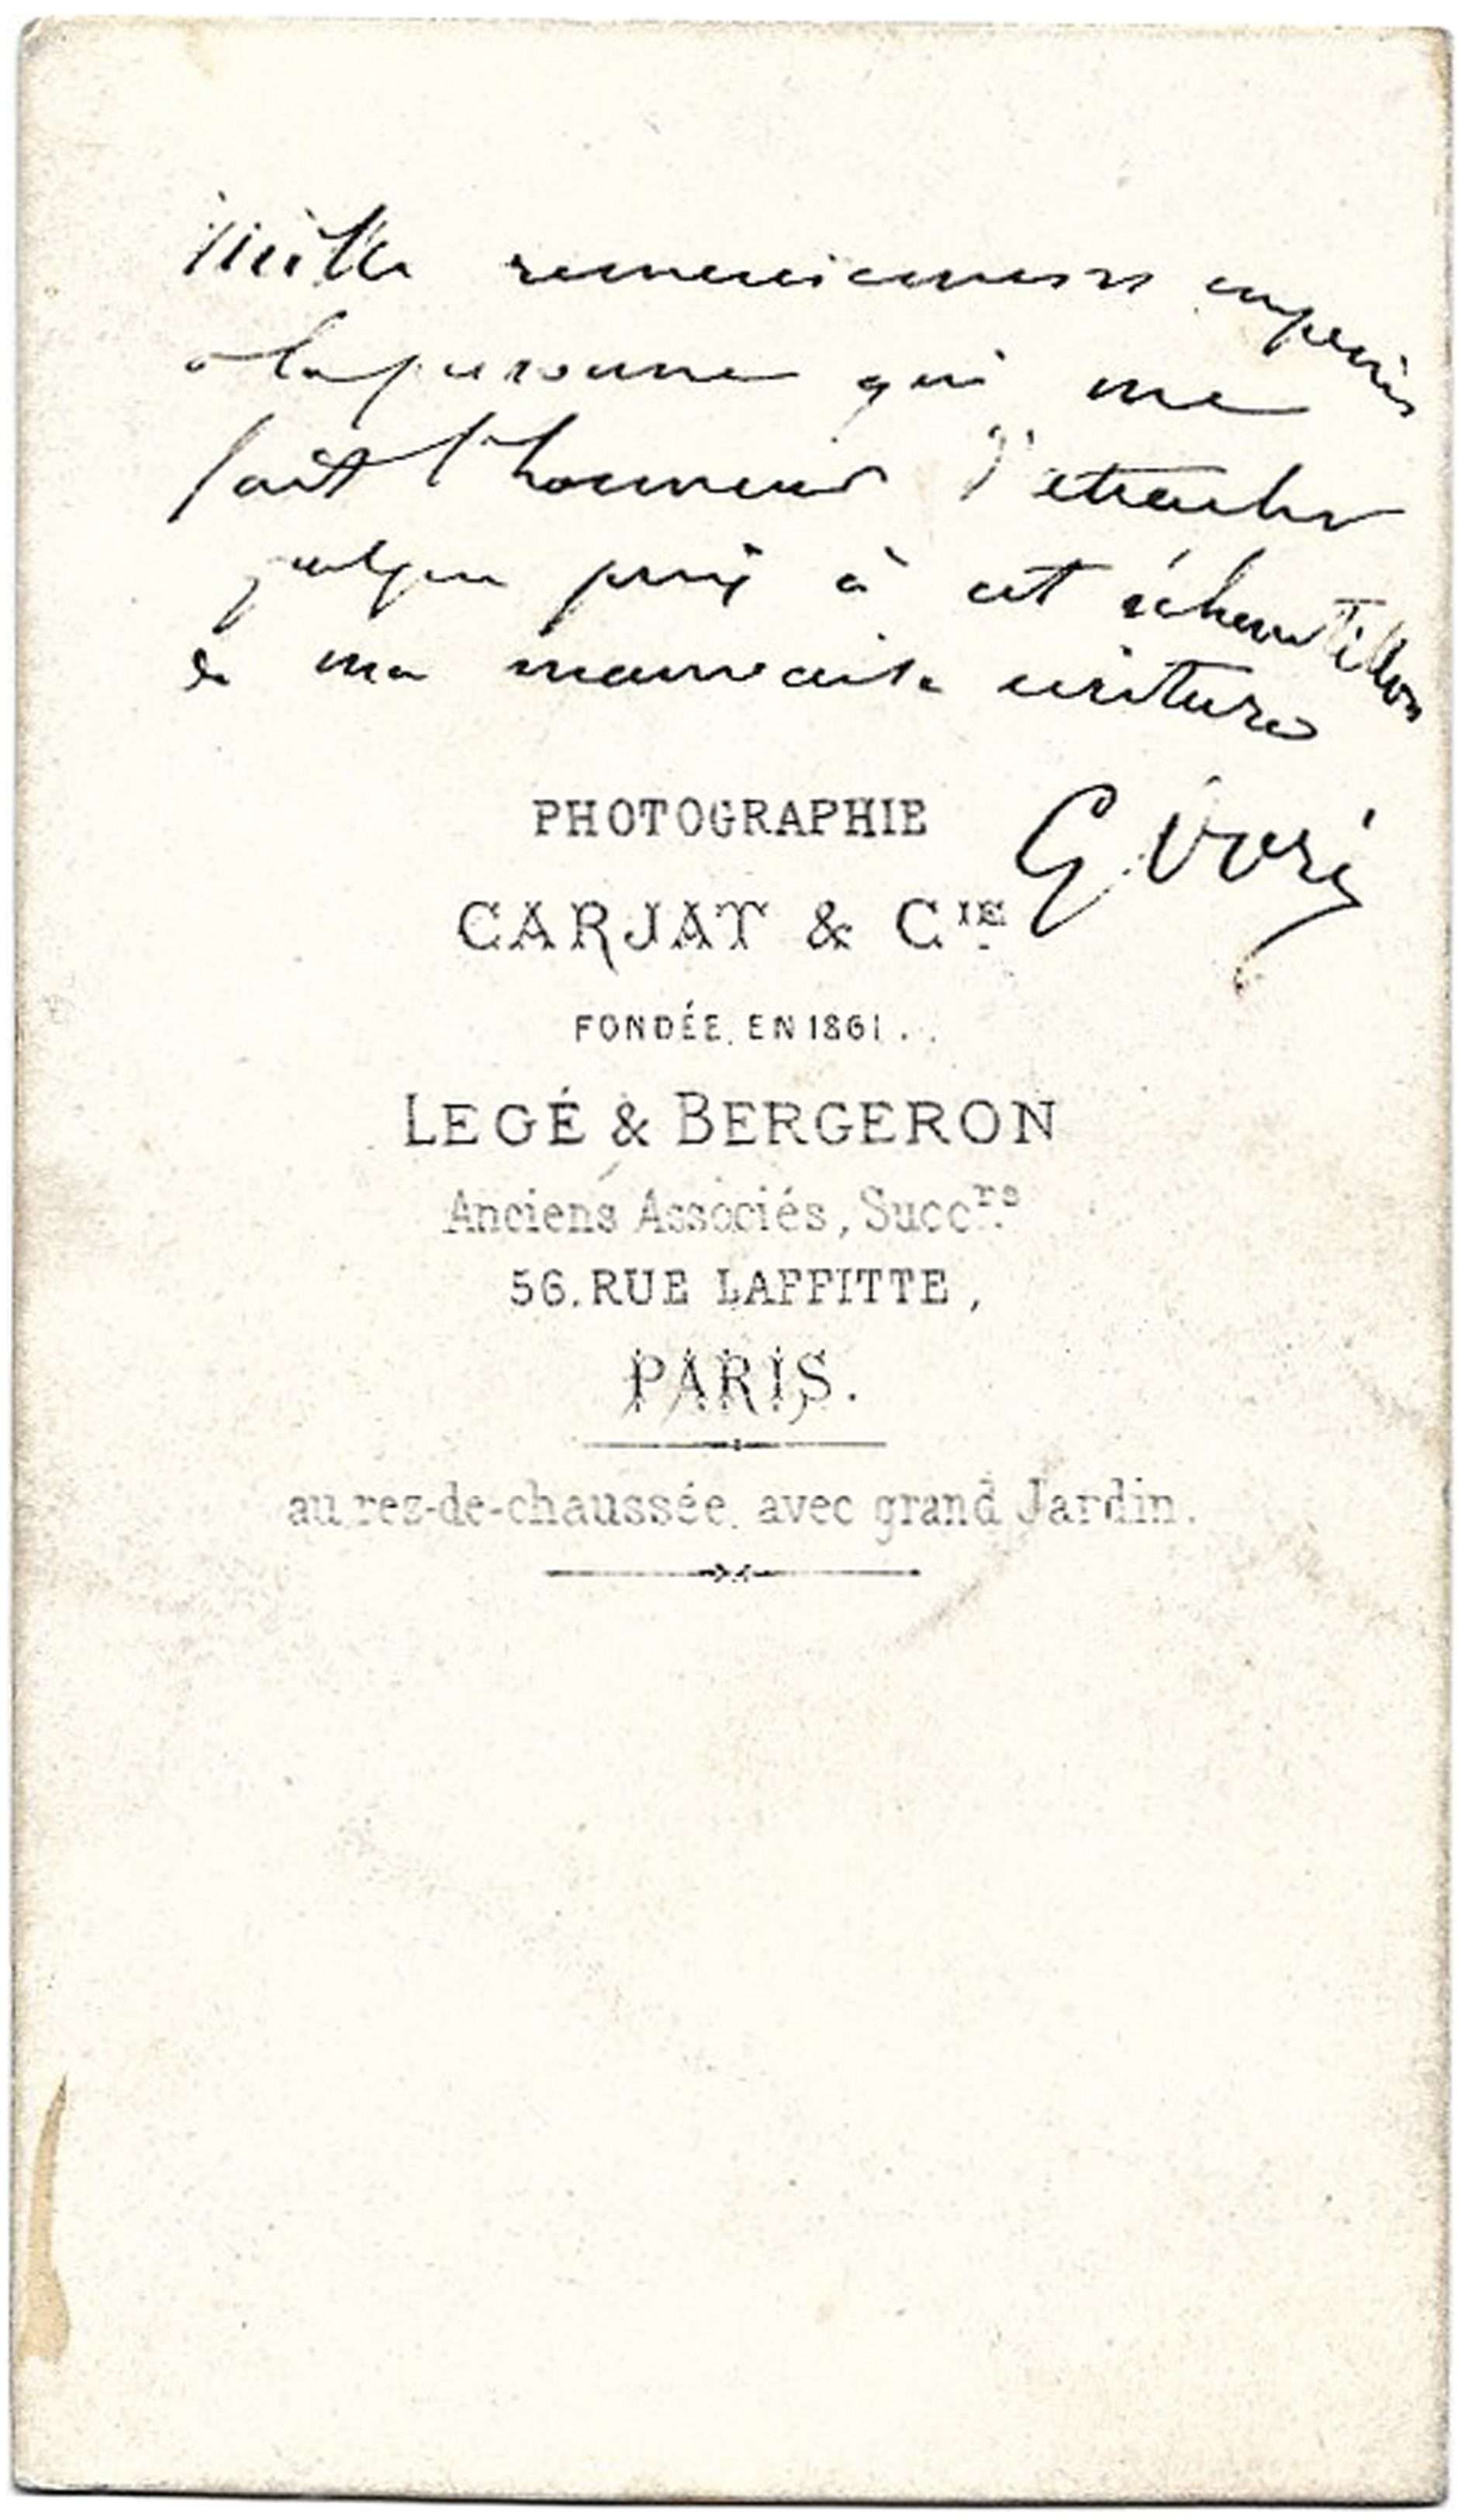 Mille remerciements empressés
à la personne qui me
fait l'honneur d'attacher
quelque prix à cet échantillon
de ma mauvaise écriture
PHOTOGRAPHIE
CARJAT & CIE
FONDÉE EN 1861.
LEGÉ & BERGERON
Anciens Associés, Succrs
56. RUE LAFFITTE,
PARIS.
au rez-de-chaussée, avec grand Jardin.